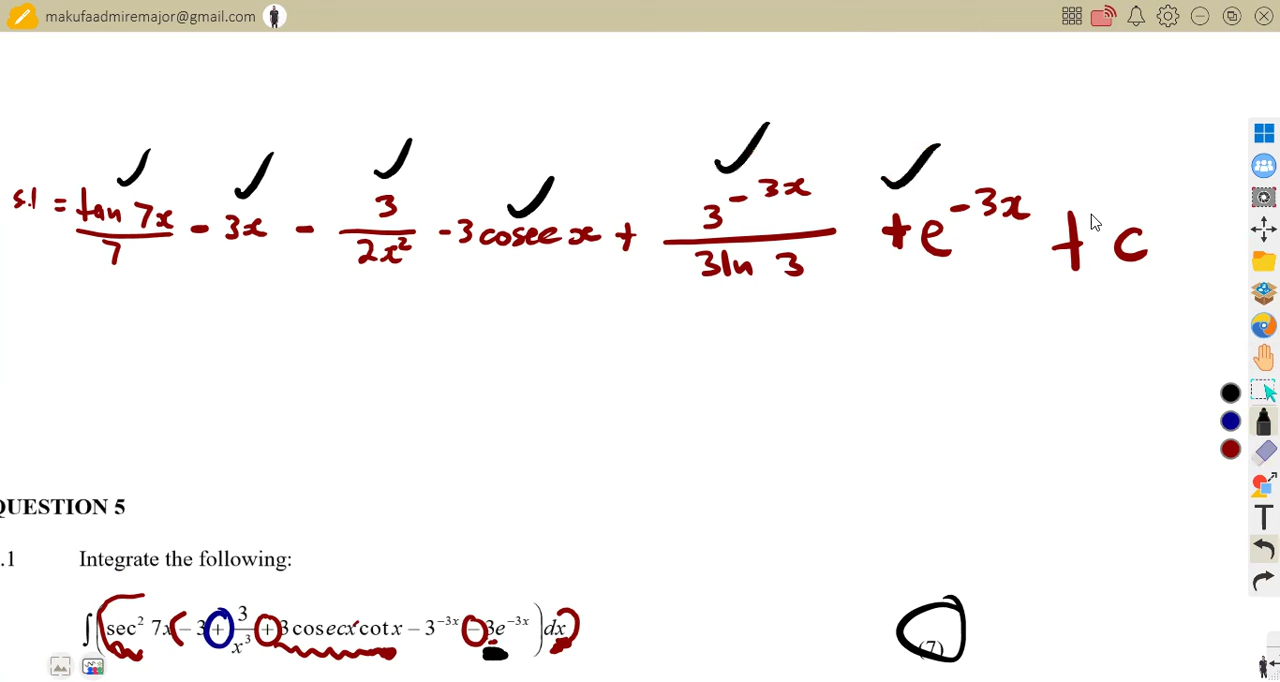 makufaadmiremajor@gmail.com
5.1 = tan 7x/7 - 3x - 3/2x² - 3 cosec x + 3^-3x/3ln 3 + e^-3x + c
QUESTION 5
.1 Integrate the following:
∫(sec² 7x - 3 + 3/x³ + 3 cosecx cot x - 3^-3x - 3e^-3x)dx (7)
T